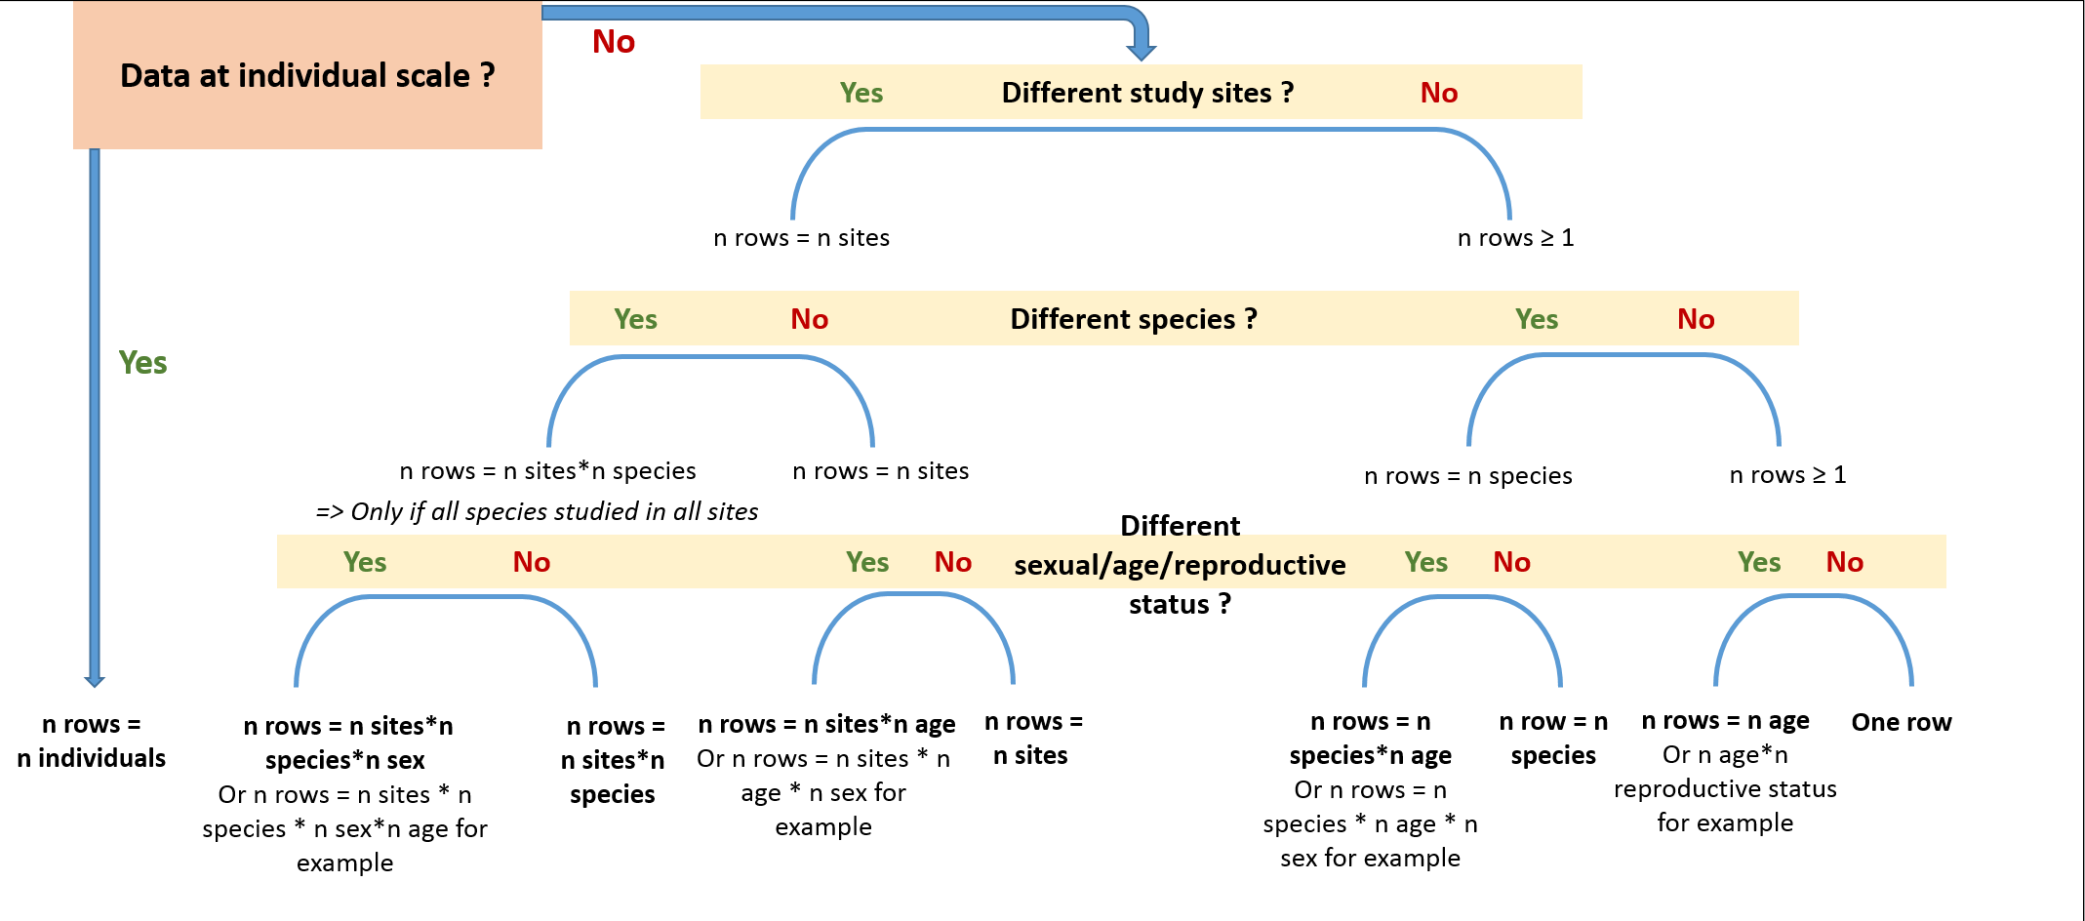 Data at individual scale ?
No
Yes Different study sites ? No
n rows = n sites
n rows ≥ 1
Yes No Different species ? Yes No
Yes
n rows = n sites*n species
=> Only if all species studied in all sites
n rows = n sites
n rows = n species
n rows ≥ 1
Different
sexual/age/reproductive
status ?
Yes No Yes No Yes No Yes No
n rows =
n individuals
n rows = n sites*n
species*n sex
Or n rows = n sites * n
species * n sex*n age for
example
n rows =
n sites*n
species
n rows = n sites*n age
Or n rows = n sites * n
age * n sex for
example
n rows =
n sites
n rows = n
species*n age
Or n rows = n
species * n age * n
sex for example
n row = n
species
n rows = n age
Or n age*n
reproductive status
for example
One row